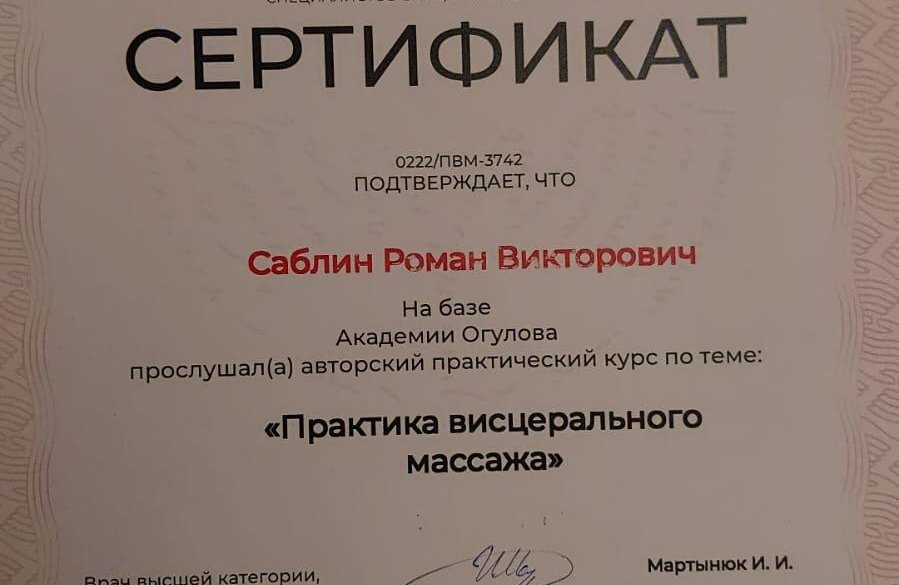 СЕРТИФИКАТ
0222/ПВМ-3742
ПОДТВЕРЖДАЕТ, ЧТО
Саблин Роман Викторович
На базе
Академии Огулова
прослушал(а) авторский практический курс по теме:
«Практика висцерального
массажа»
Мартынюк И. И.
Врач высшей категории,